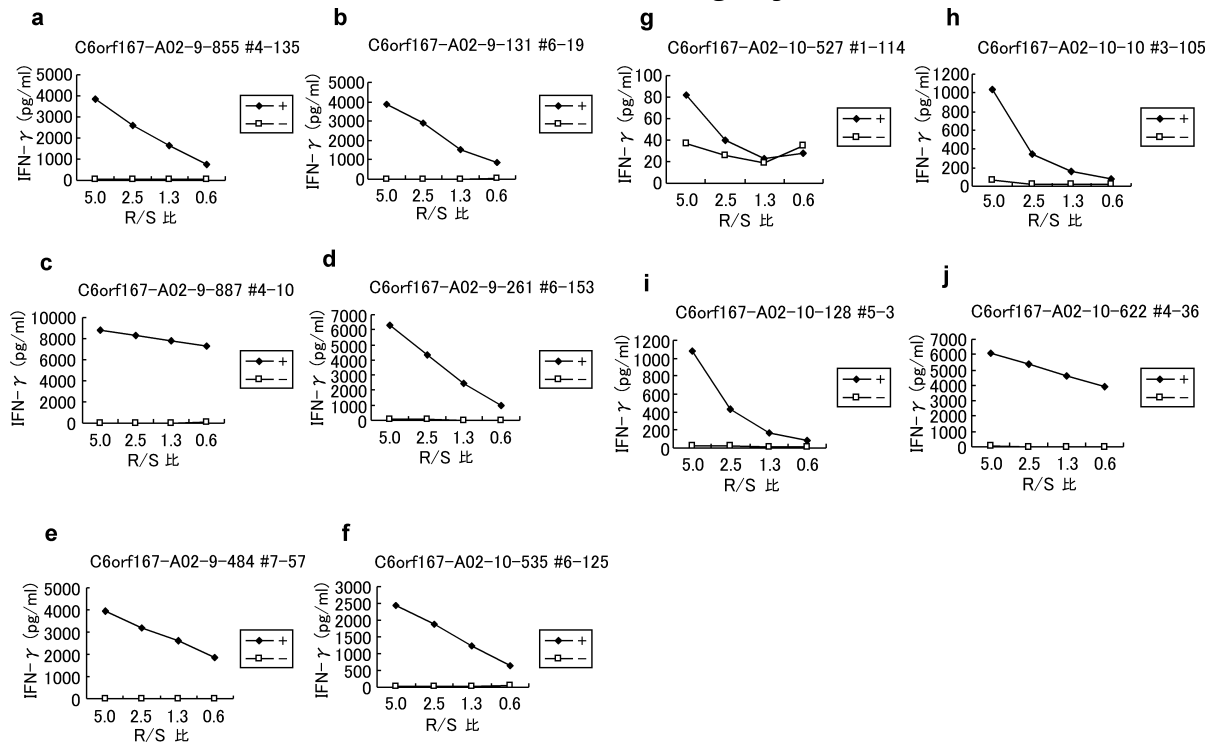 a
C6orf167-A02-9-855 #4-135
IFN-γ (pg/ml)
5000
4000
3000
2000
1000
0
5.0 2.5 1.3 0.6
R/S 比
+
−
b
C6orf167-A02-9-131 #6-19
IFN-γ (pg/ml)
5000
4000
3000
2000
1000
0
5.0 2.5 1.3 0.6
R/S 比
+
−
c
C6orf167-A02-9-887 #4-10
IFN-γ (pg/ml)
10000
8000
6000
4000
2000
0
5.0 2.5 1.3 0.6
R/S 比
+
−
d
C6orf167-A02-9-261 #6-153
IFN-γ (pg/ml)
7000
6000
5000
4000
3000
2000
1000
0
5.0 2.5 1.3 0.6
R/S 比
+
−
e
C6orf167-A02-9-484 #7-57
IFN-γ (pg/ml)
5000
4000
3000
2000
1000
0
5.0 2.5 1.3 0.6
R/S 比
+
−
f
C6orf167-A02-10-535 #6-125
IFN-γ (pg/ml)
3000
2500
2000
1500
1000
500
0
5.0 2.5 1.3 0.6
R/S 比
+
−
g
C6orf167-A02-10-527 #1-114
IFN-γ (pg/ml)
100
80
60
40
20
0
5.0 2.5 1.3 0.6
R/S 比
+
−
h
C6orf167-A02-10-10 #3-105
IFN-γ (pg/ml)
1200
1000
800
600
400
200
0
5.0 2.5 1.3 0.6
R/S 比
+
−
i
C6orf167-A02-10-128 #5-3
IFN-γ (pg/ml)
1200
1000
800
600
400
200
0
5.0 2.5 1.3 0.6
R/S 比
+
−
j
C6orf167-A02-10-622 #4-36
IFN-γ (pg/ml)
7000
6000
5000
4000
3000
2000
1000
0
5.0 2.5 1.3 0.6
R/S 比
+
−